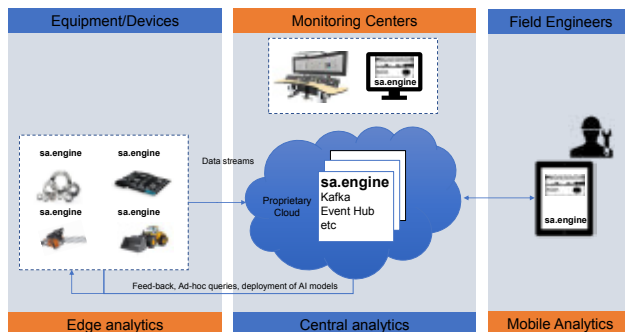 Equipment/Devices
Monitoring Centers
Field Engineers
sa.engine
sa.engine
sa.engine
sa.engine
sa.engine
Data streams
Proprietary
Cloud
sa.engine
Kafka
Event Hub
etc
sa.engine
Feed-back, Ad-hoc queries, deployment of AI models
Edge analytics
Central analytics
Mobile Analytics